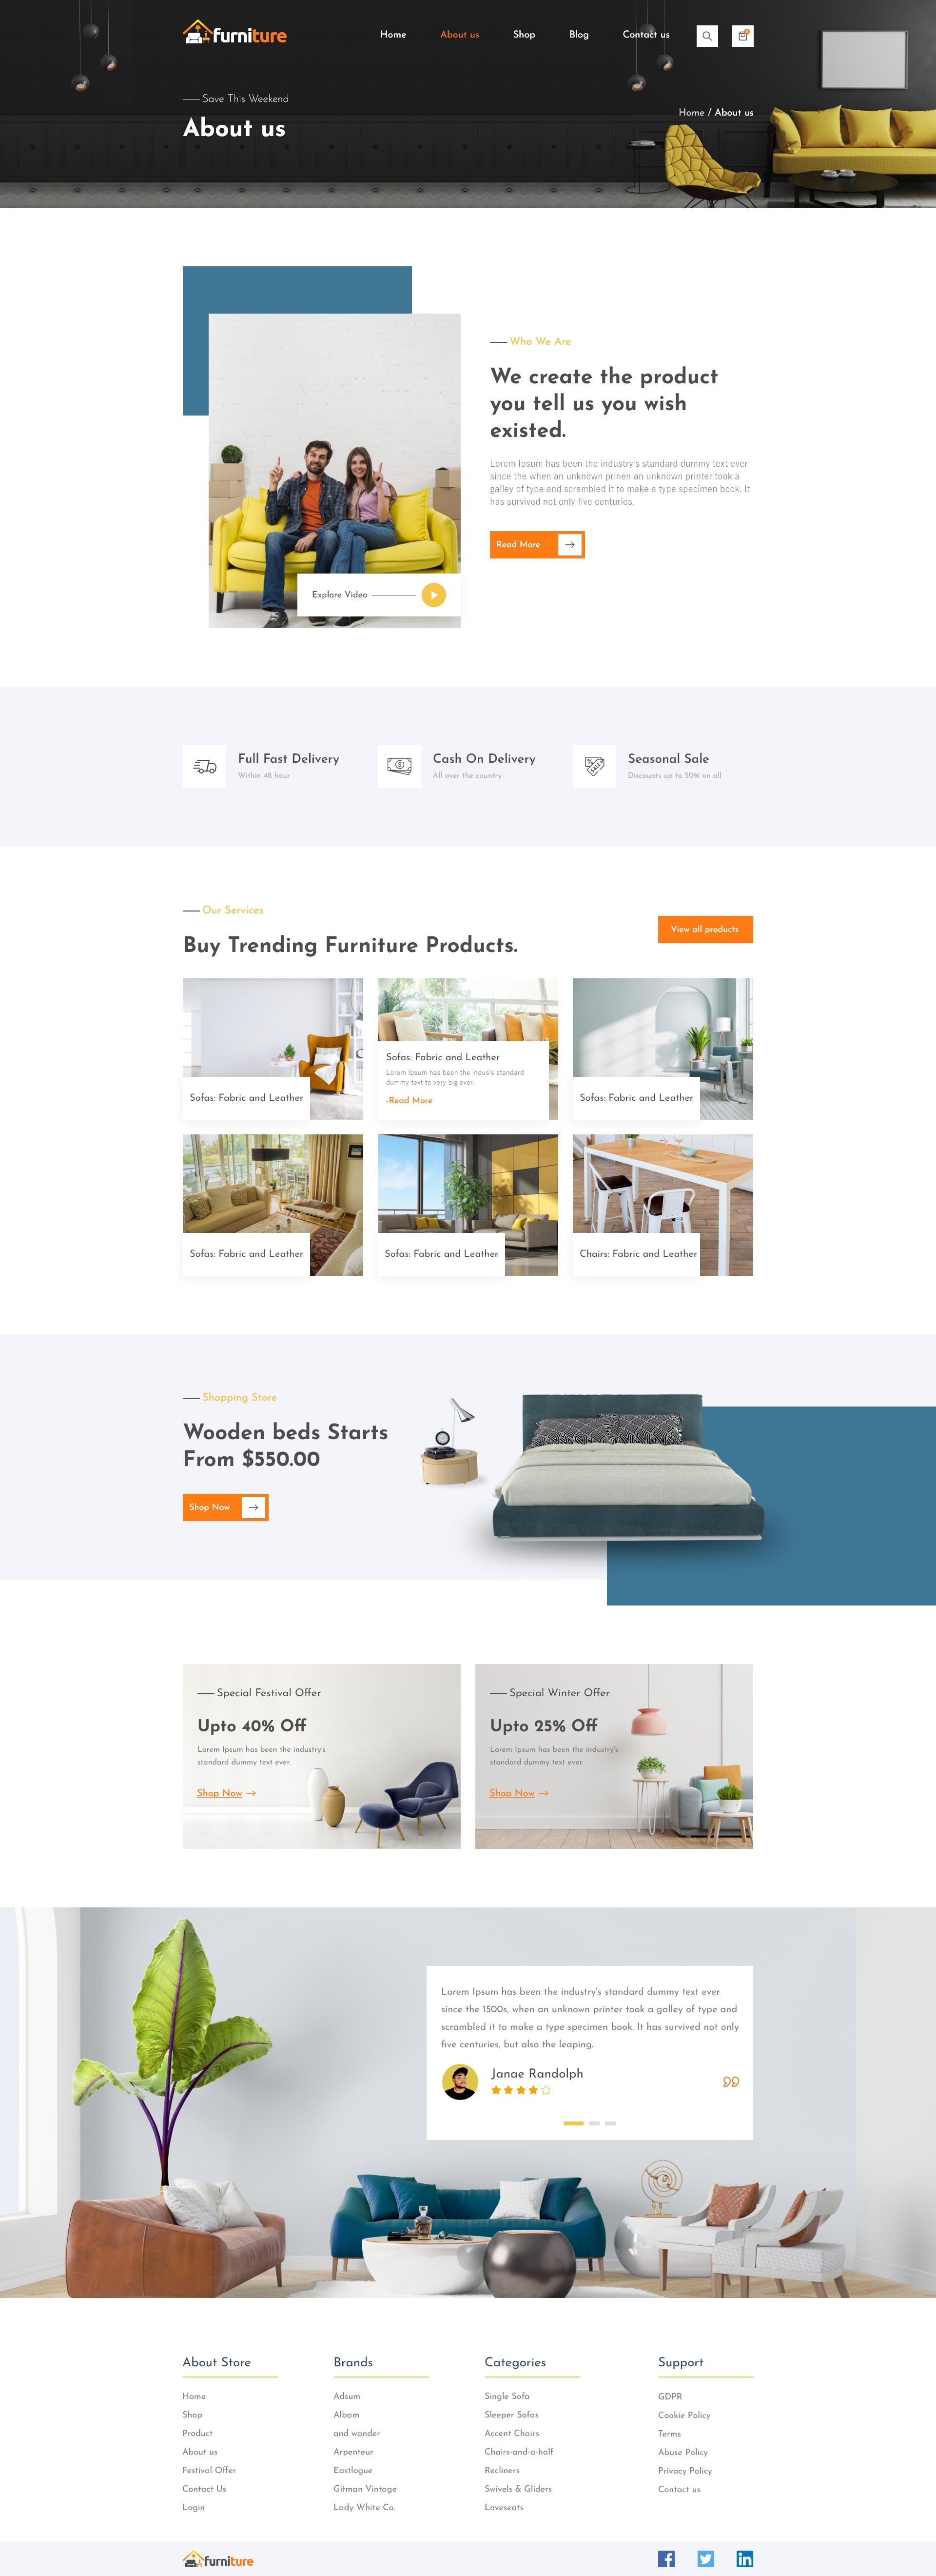 furniture
Home
About us
Shop
Blog
Contact us
Save This Weekend
About us
Home / About us
Who We Are
We create the product
you tell us you wish
existed.
Lorem Ipsum has been the industry's standard dummy text ever
since the when an unknown prinen an unknown printer took a
galley of type and scrambled it to make a type specimen book. It
has survived not only five centuries.
Read More
Explore Video
Full Fast Delivery
Within 48 hour
Cash On Delivery
All over the country
Seasonal Sale
Discounts up to 50% on all
Our Services
Buy Trending Furniture Products.
View all products
Sofas: Fabric and Leather
Sofas: Fabric and Leather
Lorem Ipsum has been the indus's standard
dummy text to very big ever.
-Read More
Sofas: Fabric and Leather
Sofas: Fabric and Leather
Sofas: Fabric and Leather
Chairs: Fabric and Leather
Shopping Store
Wooden beds Starts
From $550.00
Shop Now
Special Festival Offer
Upto 40% Off
Lorem Ipsum has been the industry's
standard dummy text ever.
Shop Now
Special Winter Offer
Upto 25% Off
Lorem Ipsum has been the industry's
standard dummy text ever.
Shop Now
Lorem Ipsum has been the industry's standard dummy text ever
since the 1500s, when an unknown printer took a galley of type and
scrambled it to make a type specimen book. It has survived not only
five centuries, but also the leaping.
Janae Randolph
About Store
Home
Shop
Product
About us
Festival Offer
Contact Us
Login
Brands
Adsum
Albam
and wander
Arpenteur
Eastlogue
Gitman Vintage
Lady White Co.
Categories
Single Sofa
Sleeper Sofas
Accent Chairs
Chairs-and-a-half
Recliners
Swivels & Gliders
Loveseats
Support
GDPR
Cookie Policy
Terms
Abuse Policy
Privacy Policy
Contact us
furniture